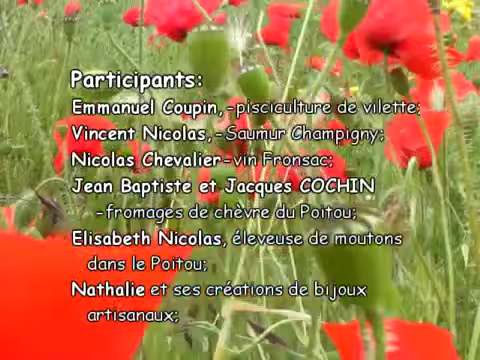 Participants:
Emmanuel Coupin, -pisciculture de vilette;
Vincent Nicolas, -Saumur Champigny;
Nicolas Chevalier-vin Fronsac;
Jean Baptiste et Jacques COCHIN
-fromages de chèvre du Poitou;
Elisabeth Nicolas, éleveuse de moutons
dans le Poitou;
Nathalie et ses créations de bijoux
artisanaux;